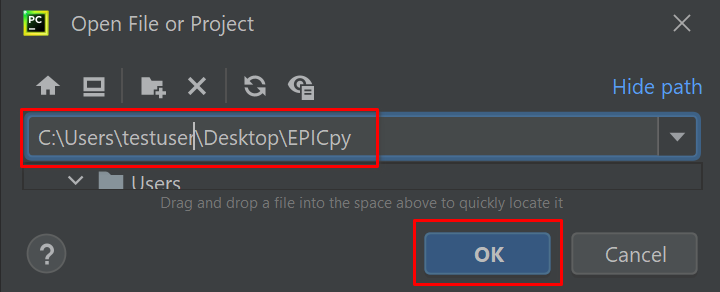 PC Open File or Project
Hide path
C:\Users\testuser\Desktop\EPICpy
Users
Drag and drop a file into the space above to quickly locate it
? OK Cancel